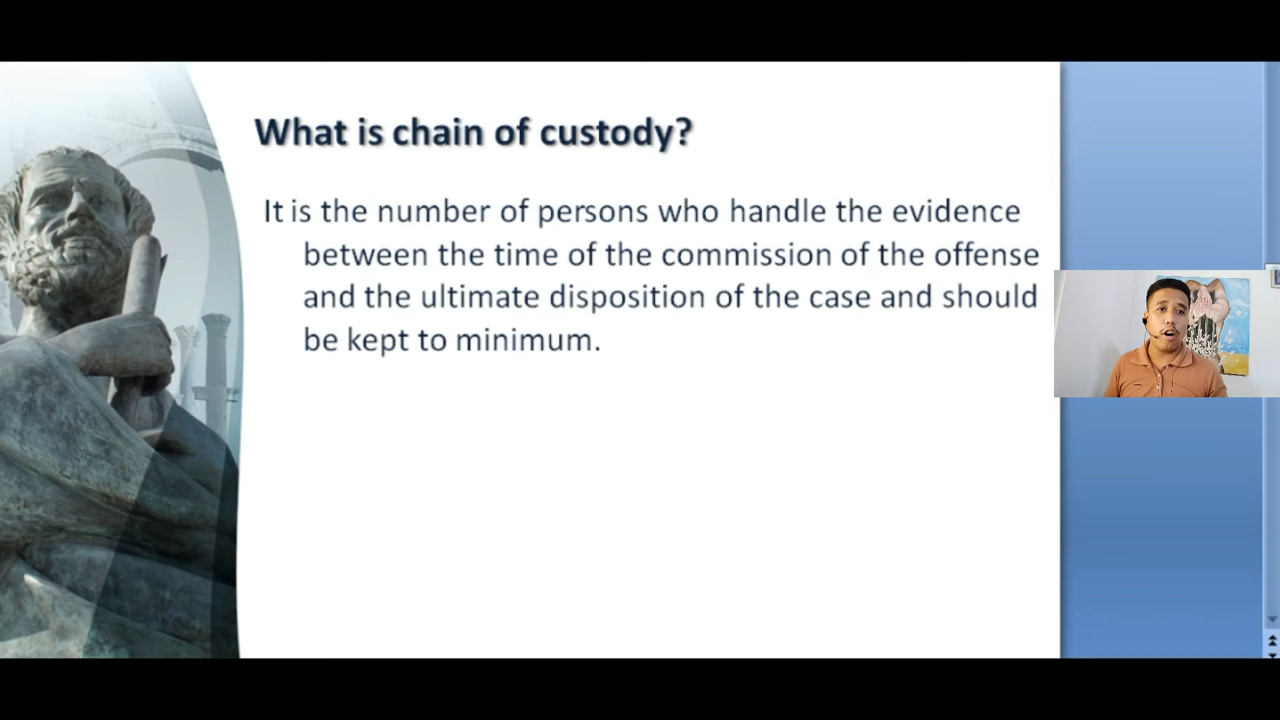 What is chain of custody?
It is the number of persons who handle the evidence
between the time of the commission of the offense
and the ultimate disposition of the case and should
be kept to minimum.